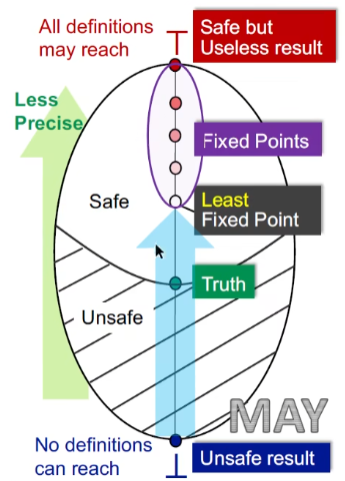 All definitions
may reach
⊤
Safe but
Useless result
Less
Precise
Fixed Points
Safe
Least
Fixed Point
Truth
Unsafe
MAY
No definitions
can reach
⊥
Unsafe result